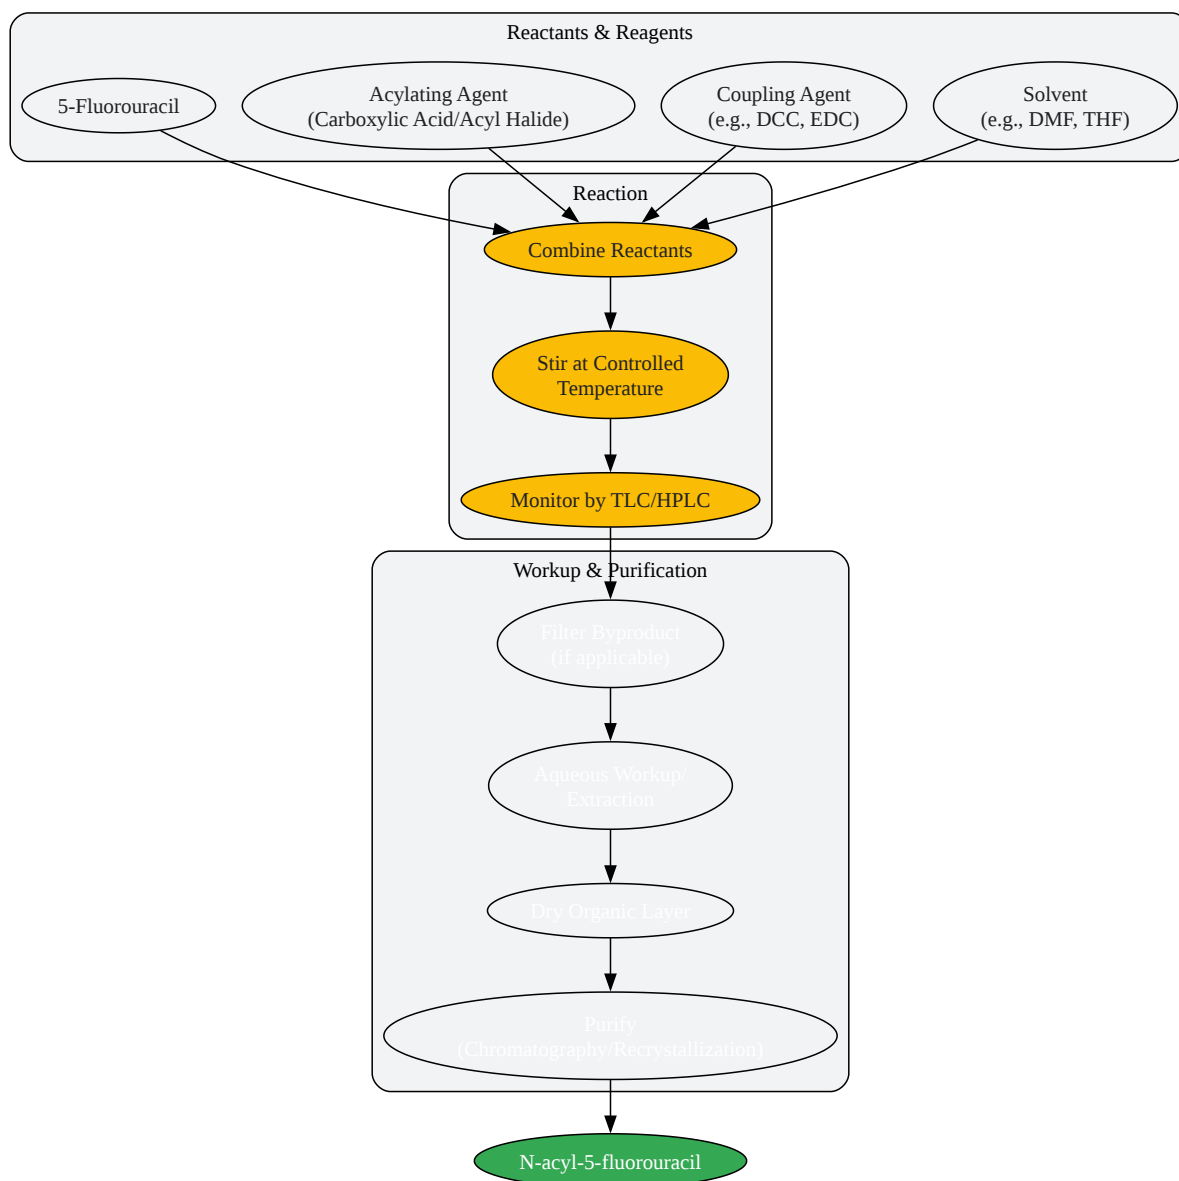 Reactants & Reagents
5-Fluorouracil
Acylating Agent
(Carboxylic Acid/Acyl Halide)
Coupling Agent
(e.g., DCC, EDC)
Solvent
(e.g., DMF, THF)
Reaction
Combine Reactants
Stir at Controlled
Temperature
Monitor by TLC/HPLC
Workup & Purification
Filter Byproduct
(if applicable)
Aqueous Workup/
Extraction
Dry Organic Layer
Purify
(Chromatography/Recrystallization)
N-acyl-5-fluorouracil